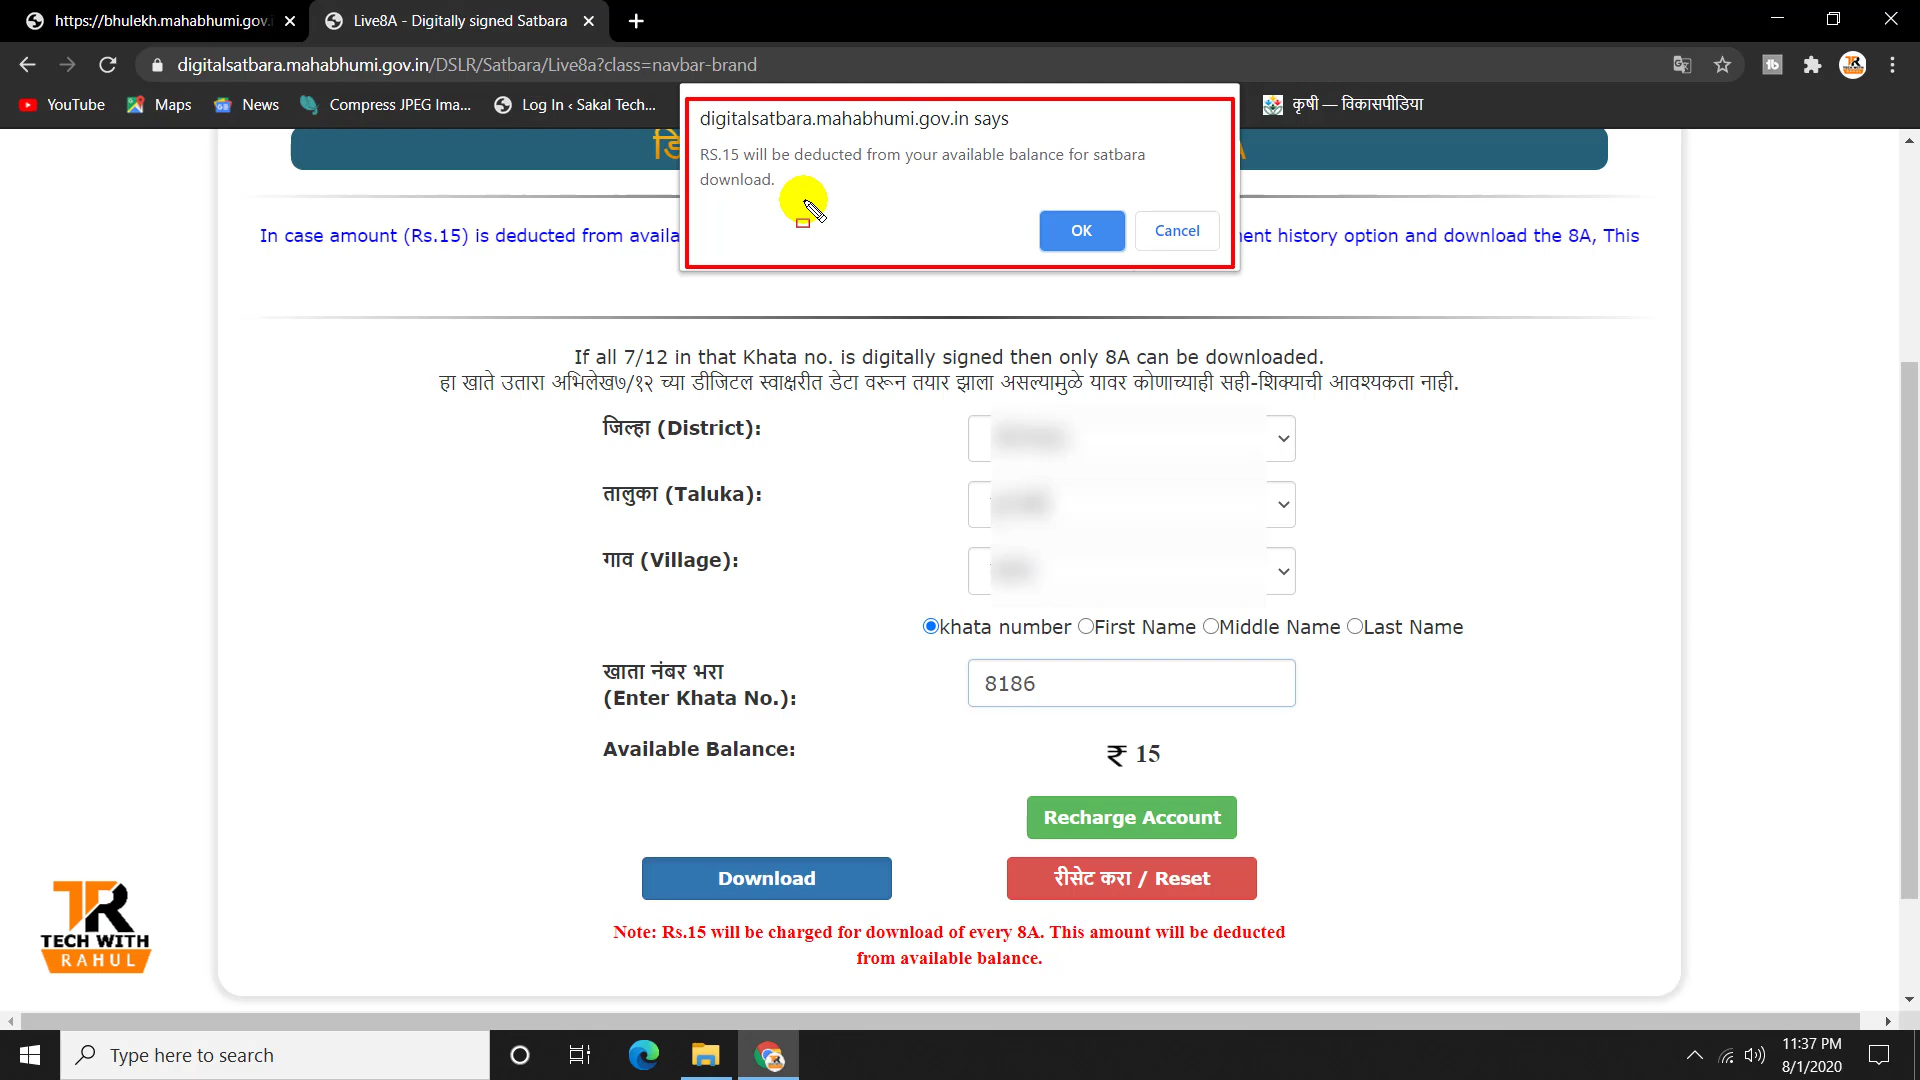 https://bhulekh.mahabhumi.gov.i
Live8A - Digitally signed Satbara
digitalsatbara.mahabhumi.gov.in/DSLR/Satbara/Live8a?class=navbar-brand
YouTube
Maps
News
Compress JPEG Ima...
Log In ‹ Sakal Tech...
कृषी — विकासपीडिया
digitalsatbara.mahabhumi.gov.in says
RS.15 will be deducted from your available balance for satbara
download.
OK
Cancel
In case amount (Rs.15) is deducted from availa
ent history option and download the 8A, This
If all 7/12 in that Khata no. is digitally signed then only 8A can be downloaded.
हा खाते उतारा अभिलेख७/१२ च्या डीजिटल स्वाक्षरीत डेटा वरून तयार झाला असल्यामुळे यावर कोणाच्याही सही-शिक्याची आवश्यकता नाही.
जिल्हा (District):
तालुका (Taluka):
गाव (Village):
khata number First Name Middle Name Last Name
खाता नंबर भरा
(Enter Khata No.):
8186
Available Balance:
₹ 15
Recharge Account
Download
रीसेट करा / Reset
Note: Rs.15 will be charged for download of every 8A. This amount will be deducted
from available balance.
TR
TECH WITH
RAHUL
Type here to search
11:37 PM
8/1/2020